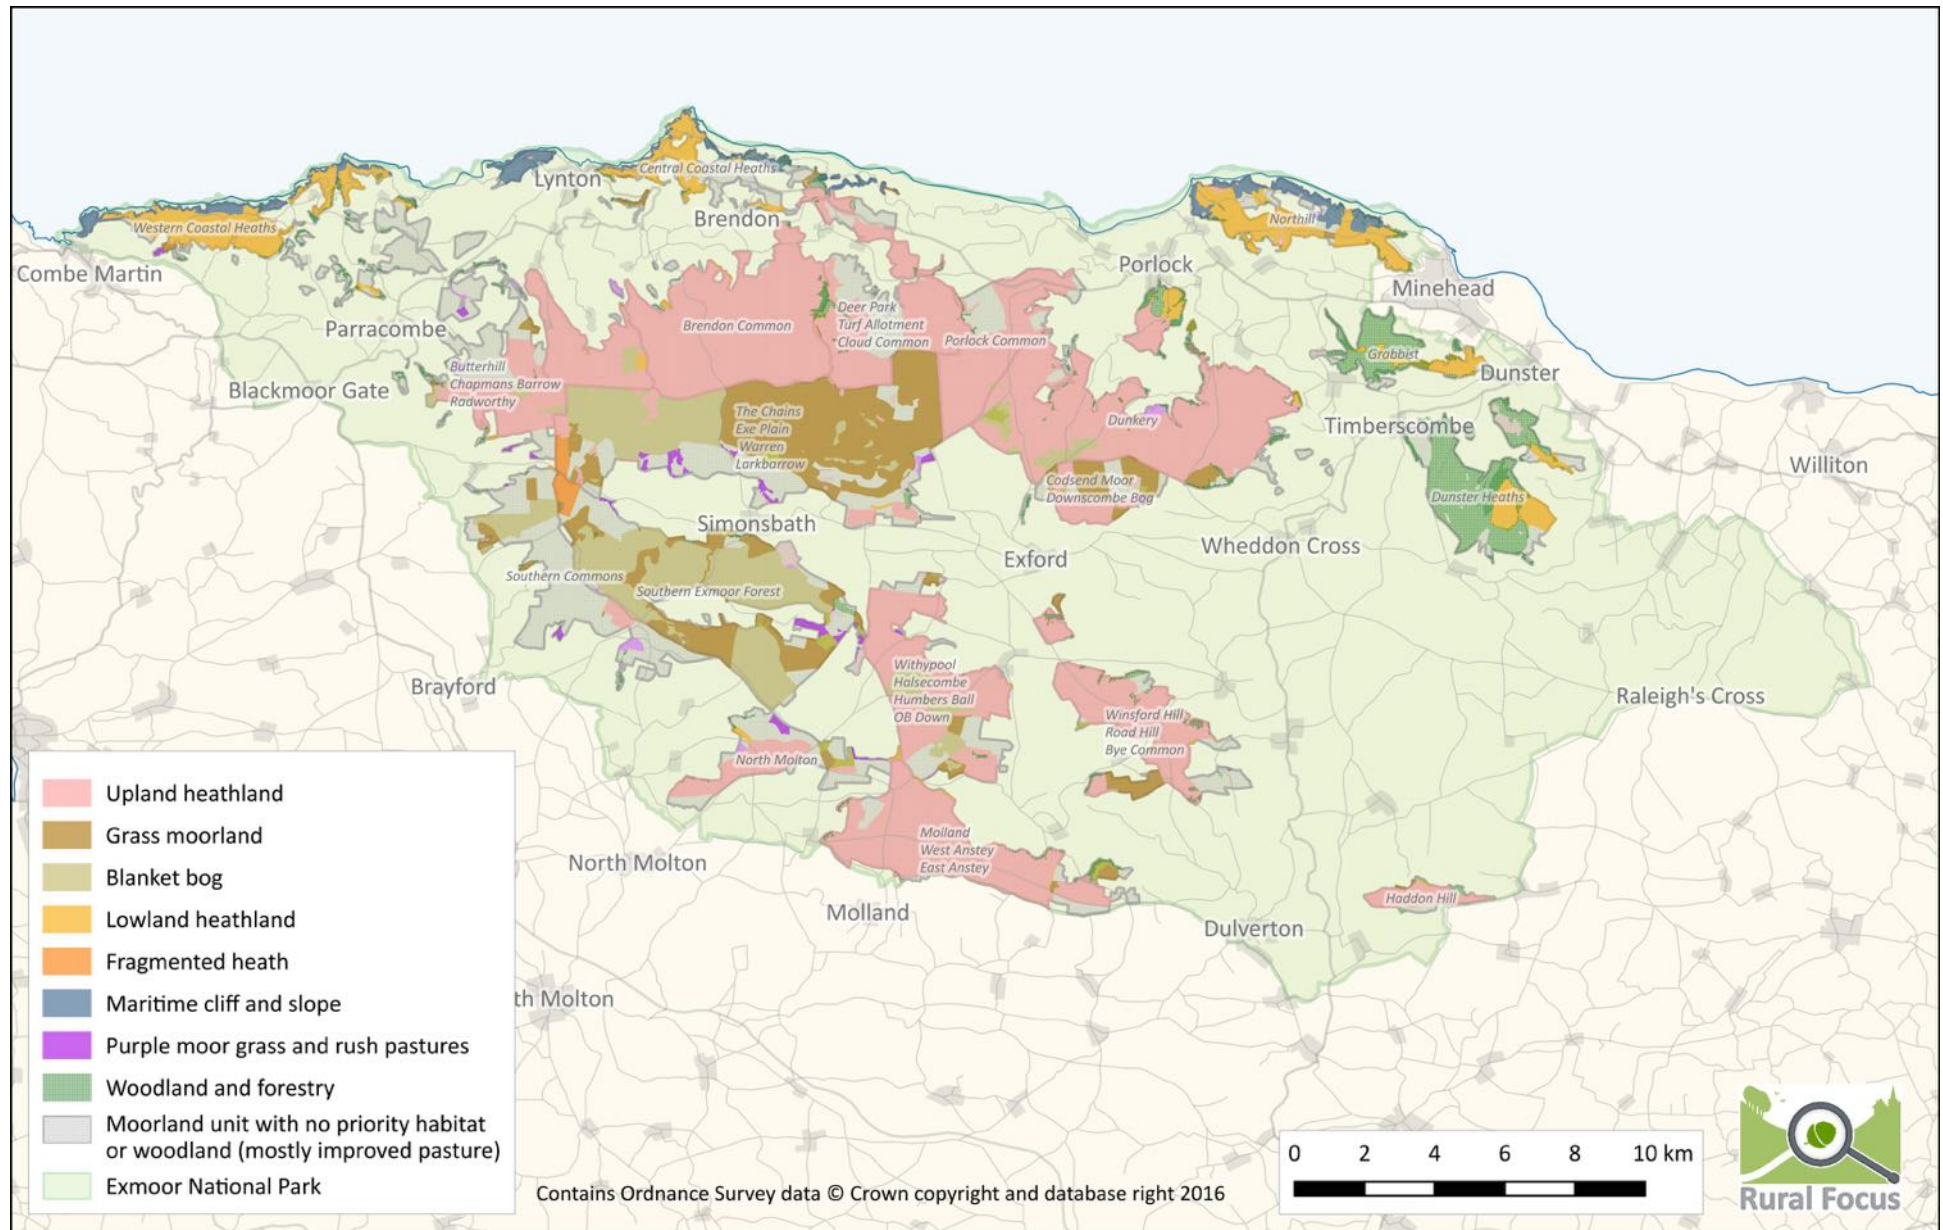 Western Coastal Heaths
Combe Martin
Lynton
Central Coastal Heaths
Brendon
Northill
Porlock
Minehead
Parracombe
Blackmoor Gate
Butterhill
Chapmans Barrow
Radworthy
Brendon Common
Deer Park
Turf Allotment
Cloud Common
Porlock Common
Grabbist
Dunster
Dunkery
Timberscombe
The Chains
Exe Plain
Warren
Larkbarrow
Codsend Moor
Downscombe Bog
Dunster Heaths
Williton
Simonsbath
Exford
Wheddon Cross
Southern Commons
Southern Exmoor Forest
Brayford
Withypool
Halsecombe
Humbers Ball
OB Down
Winsford Hill
Road Hill
Bye Common
Raleigh's Cross
North Molton
North Molton
Molland
West Anstey
East Anstey
Molland
Haddon Hill
Dulverton
th Molton
Upland heathland
Grass moorland
Blanket bog
Lowland heathland
Fragmented heath
Maritime cliff and slope
Purple moor grass and rush pastures
Woodland and forestry
Moorland unit with no priority habitat
or woodland (mostly improved pasture)
Exmoor National Park
Contains Ordnance Survey data © Crown copyright and database right 2016
0 2 4 6 8 10 km
Rural Focus